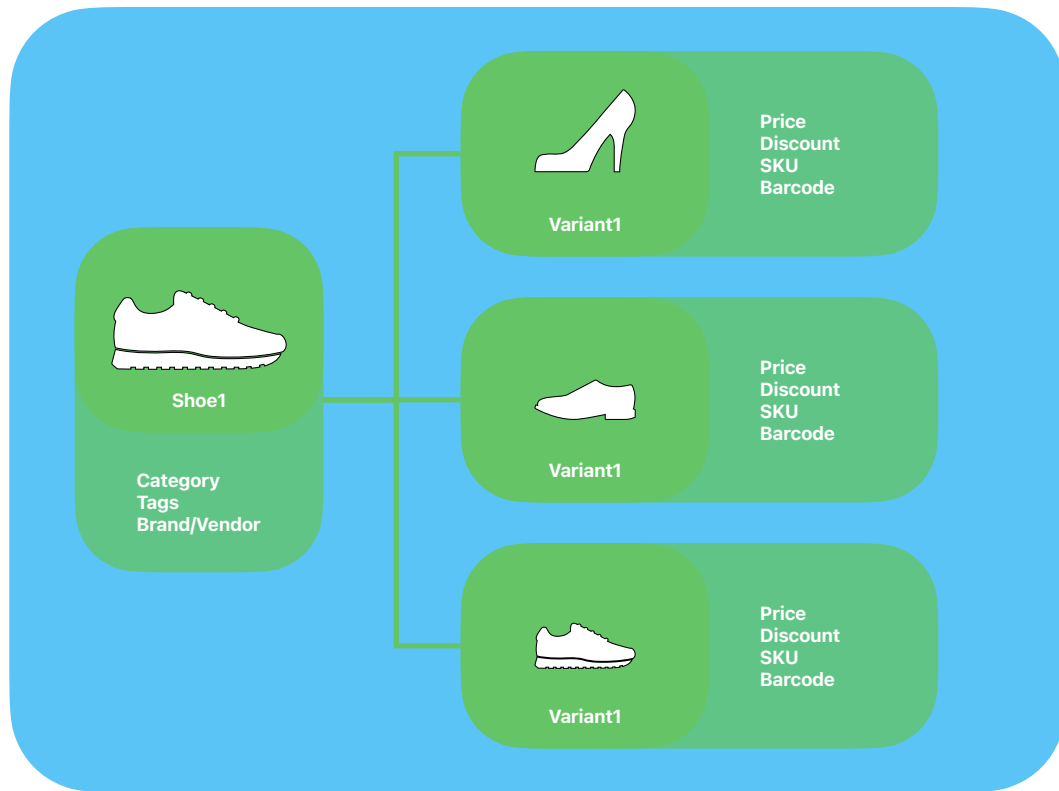 Shoe1
Category
Tags
Brand/Vendor
Variant1
Price
Discount
SKU
Barcode
Variant1
Price
Discount
SKU
Barcode
Variant1
Price
Discount
SKU
Barcode